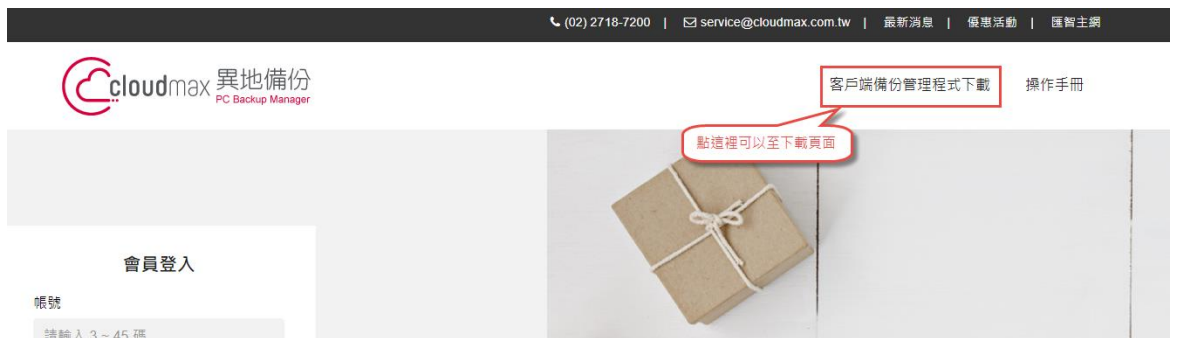 (02) 2718-7200 | service@cloudmax.com.tw | 最新消息 | 優惠活動 | 匯智主網
cloudmax 異地備份
PC Backup Manager
客戶端備份管理程式下載 操作手冊
點這裡可以至下載頁面
會員登入
帳號
請輸入 3 ~ 45 碼